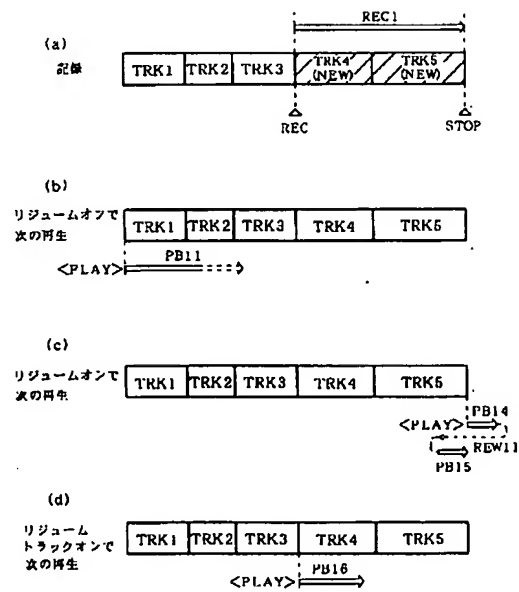 REC1
(a)
記録
TRK1 TRK2 TRK3 TRK4 TRK5
(NEW) (NEW)
REC STOP
(b)
リジュームオンで
次の再生
TRK1 TRK2 TRK3 TRK4 TRK5
<PLAY> PB11
(c)
リジュームオンで
次の再生
TRK1 TRK2 TRK3 TRK4 TRK5
<PLAY> PB14
REW11
PB15
(d)
リジューム
トラックオンで
次の再生
TRK1 TRK2 TRK3 TRK4 TRK5
<PLAY> PB16